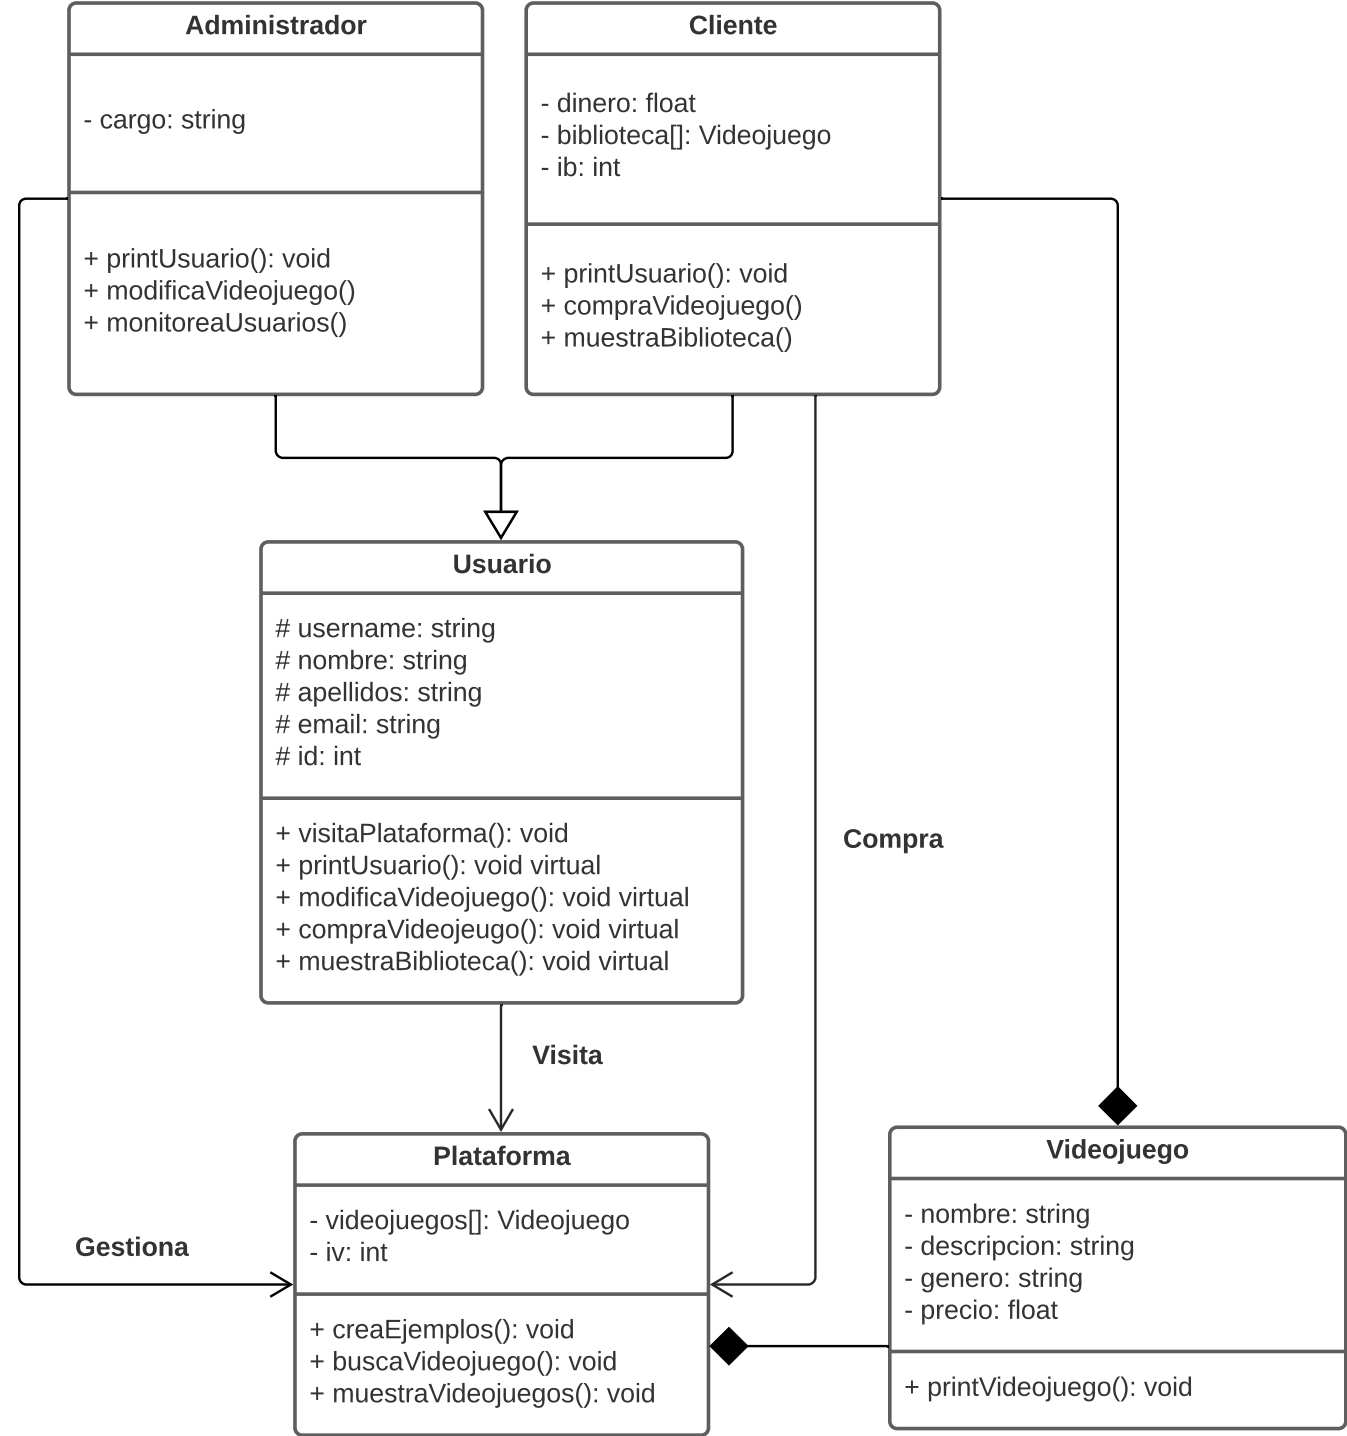 Administrador
- cargo: string
+ printUsuario(): void
+ modificaVideojuego()
+ monitoreaUsuarios()
Cliente
- dinero: float
- biblioteca[]: Videojuego
- ib: int
+ printUsuario(): void
+ compraVideojuego()
+ muestraBiblioteca()
Usuario
# username: string
# nombre: string
# apellidos: string
# email: string
# id: int
+ visitaPlataforma(): void
+ printUsuario(): void virtual
+ modificaVideojuego(): void virtual
+ compraVideojeugo(): void virtual
+ muestraBiblioteca(): void virtual
Compra
Visita
Gestiona
Plataforma
- videojuegos[]: Videojuego
- iv: int
+ creaEjemplos(): void
+ buscaVideojuego(): void
+ muestraVideojuegos(): void
Videojuego
- nombre: string
- descripcion: string
- genero: string
- precio: float
+ printVideojuego(): void